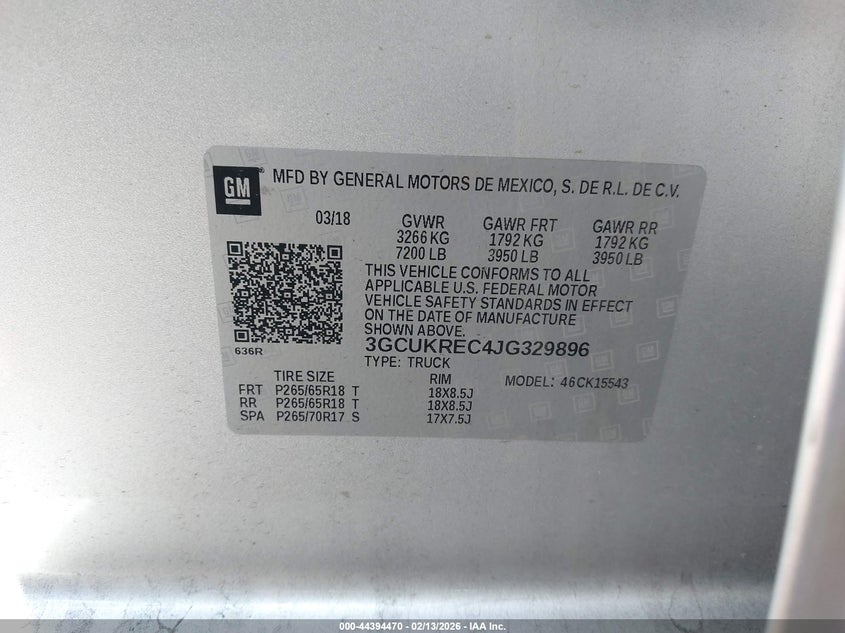 GM
MFD BY GENERAL MOTORS DE MEXICO, S. DE R.L. DE C.V.
03/18 GVWR GAWR FRT GAWR RR
3266 KG 1792 KG 1792 KG
7200 LB 3950 LB 3950 LB
THIS VEHICLE CONFORMS TO ALL
APPLICABLE U.S. FEDERAL MOTOR
VEHICLE SAFETY STANDARDS IN EFFECT
ON THE DATE OF MANUFACTURE
SHOWN ABOVE.
636R 3GCUKREC4JG329896
TYPE: TRUCK
TIRE SIZE RIM MODEL: 46CK15543
FRT P265/65R18 T 18X8.5J
RR P265/65R18 T 18X8.5J
SPA P265/70R17 S 17X7.5J
000-44394470 - 02/13/2026 - IAA Inc.